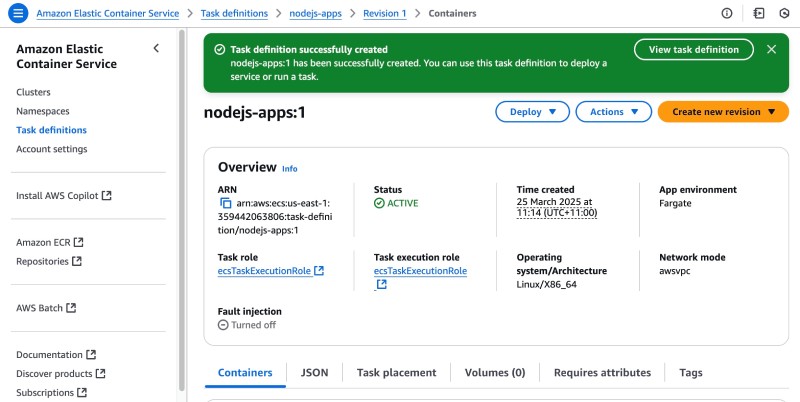 Amazon Elastic Container Service > Task definitions > nodejs-apps > Revision 1 > Containers
Amazon Elastic
Container Service
Clusters
Namespaces
Task definitions
Account settings
Install AWS Copilot
Amazon ECR
Repositories
AWS Batch
Documentation
Discover products
Subscriptions
Task definition successfully created
nodejs-apps:1 has been successfully created. You can use this task definition to deploy a
service or run a task.
View task definition
nodejs-apps:1
Deploy
Actions
Create new revision
Overview Info
ARN
arn:aws:ecs:us-east-1:
359442063806:task-defini
tion/nodejs-apps:1
Status
ACTIVE
Time created
25 March 2025 at
11:14 (UTC+11:00)
App environment
Fargate
Task role
ecsTaskExecutionRole
Task execution role
ecsTaskExecutionRole
Operating
system/Architecture
Linux/X86_64
Network mode
awsvpc
Fault injection
Turned off
Containers
JSON
Task placement
Volumes (0)
Requires attributes
Tags